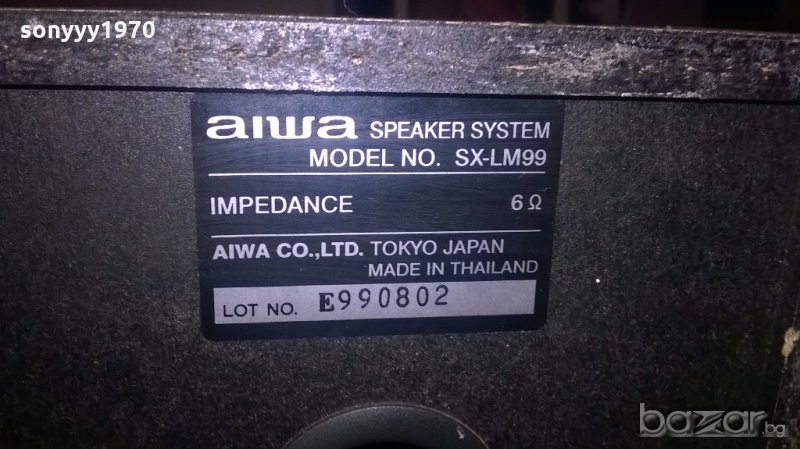 sonyyy1970
aiwa SPEAKER SYSTEM
MODEL NO. SX-LM99
IMPEDANCE 6 Ω
AIWA CO.,LTD. TOKYO JAPAN
MADE IN THAILAND
LOT NO. E990802
bazar.bg